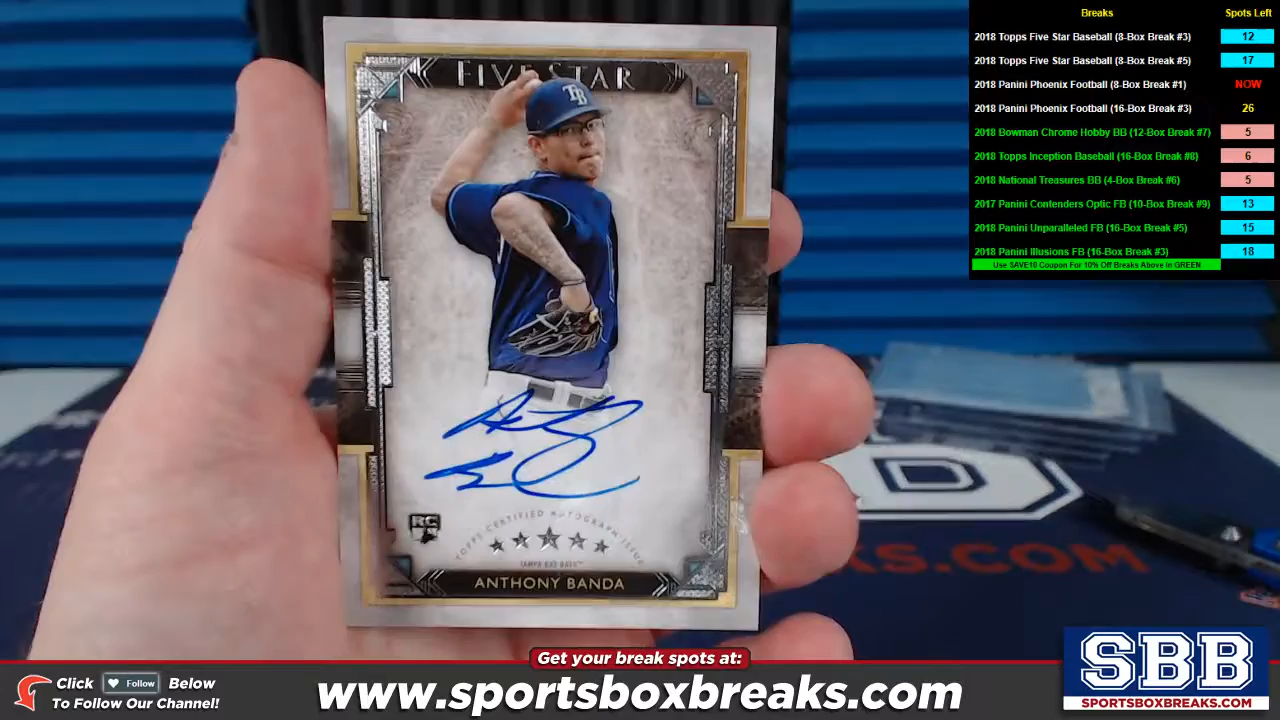 Breaks Spots Left
2018 Topps Five Star Baseball (8-Box Break #3) 12
2018 Topps Five Star Baseball (8-Box Break #5) 17
2018 Panini Phoenix Football (8-Box Break #1) NOW
2018 Panini Phoenix Football (16-Box Break #3) 26
2018 Bowman Chrome Hobby BB (12-Box Break #7) 5
2018 Topps Inception Baseball (16-Box Break #8) 6
2018 National Treasures BB (4-Box Break #6) 5
2017 Panini Contenders Optic FB (10-Box Break #9) 13
2018 Panini Unparalleled FB (16-Box Break #5) 15
2018 Panini Illusions FB (16-Box Break #3) 18
Use SAVE10 Coupon For 10% Off Breaks Above In GREEN
FIVE STAR
TB
RC
TOPPS CERTIFIED AUTOGRAPH ISSUE
TAMPA BAY RAYS™
ANTHONY BANDA
D
KS.COM
Get your break spots at:
www.sportsboxbreaks.com
Click Follow Below
To Follow Our Channel!
SBB
SPORTSBOXBREAKS.COM